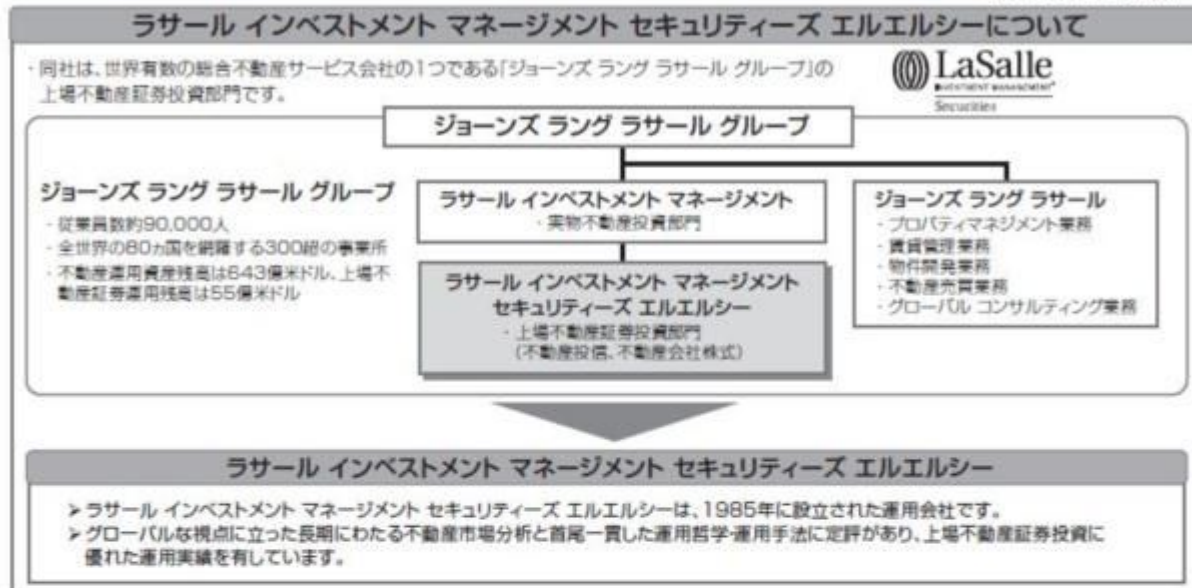 ラサール インベストメント マネージメント セキュリティーズ エルエルシーについて
・同社は、世界有数の総合不動産サービス会社の1つである「ジョーンズ ラング ラサール グループ」の
上場不動産証券投資部門です。
LaSalle
INVESTMENT MANAGEMENT
Securities
ジョーンズ ラング ラサール グループ
ジョーンズ ラング ラサール グループ
・従業員数約90,000人
・全世界の80ヵ国を網羅する300超の事業所
・不動産運用資産残高は643億米ドル、上場不
動産証券運用残高は55億米ドル
ラサール インベストメント マネージメント
・実物不動産投資部門
ラサール インベストメント マネージメント
セキュリティーズ エルエルシー
・上場不動産証券投資部門
(不動産投信、不動産会社株式)
ジョーンズ ラング ラサール
・プロパティマネジメント業務
・賃貸管理業務
・物件開発業務
・不動産売買業務
・グローバル コンサルティング業務
ラサール インベストメント マネージメント セキュリティーズ エルエルシー
➢ラサール インベストメント マネージメント セキュリティーズ エルエルシーは、1985年に設立された運用会社です。
➢グローバルな視点に立った長期にわたる不動産市場分析と首尾一貫した運用哲学・運用手法に定評があり、上場不動産証券投資に
優れた運用実績を有しています。